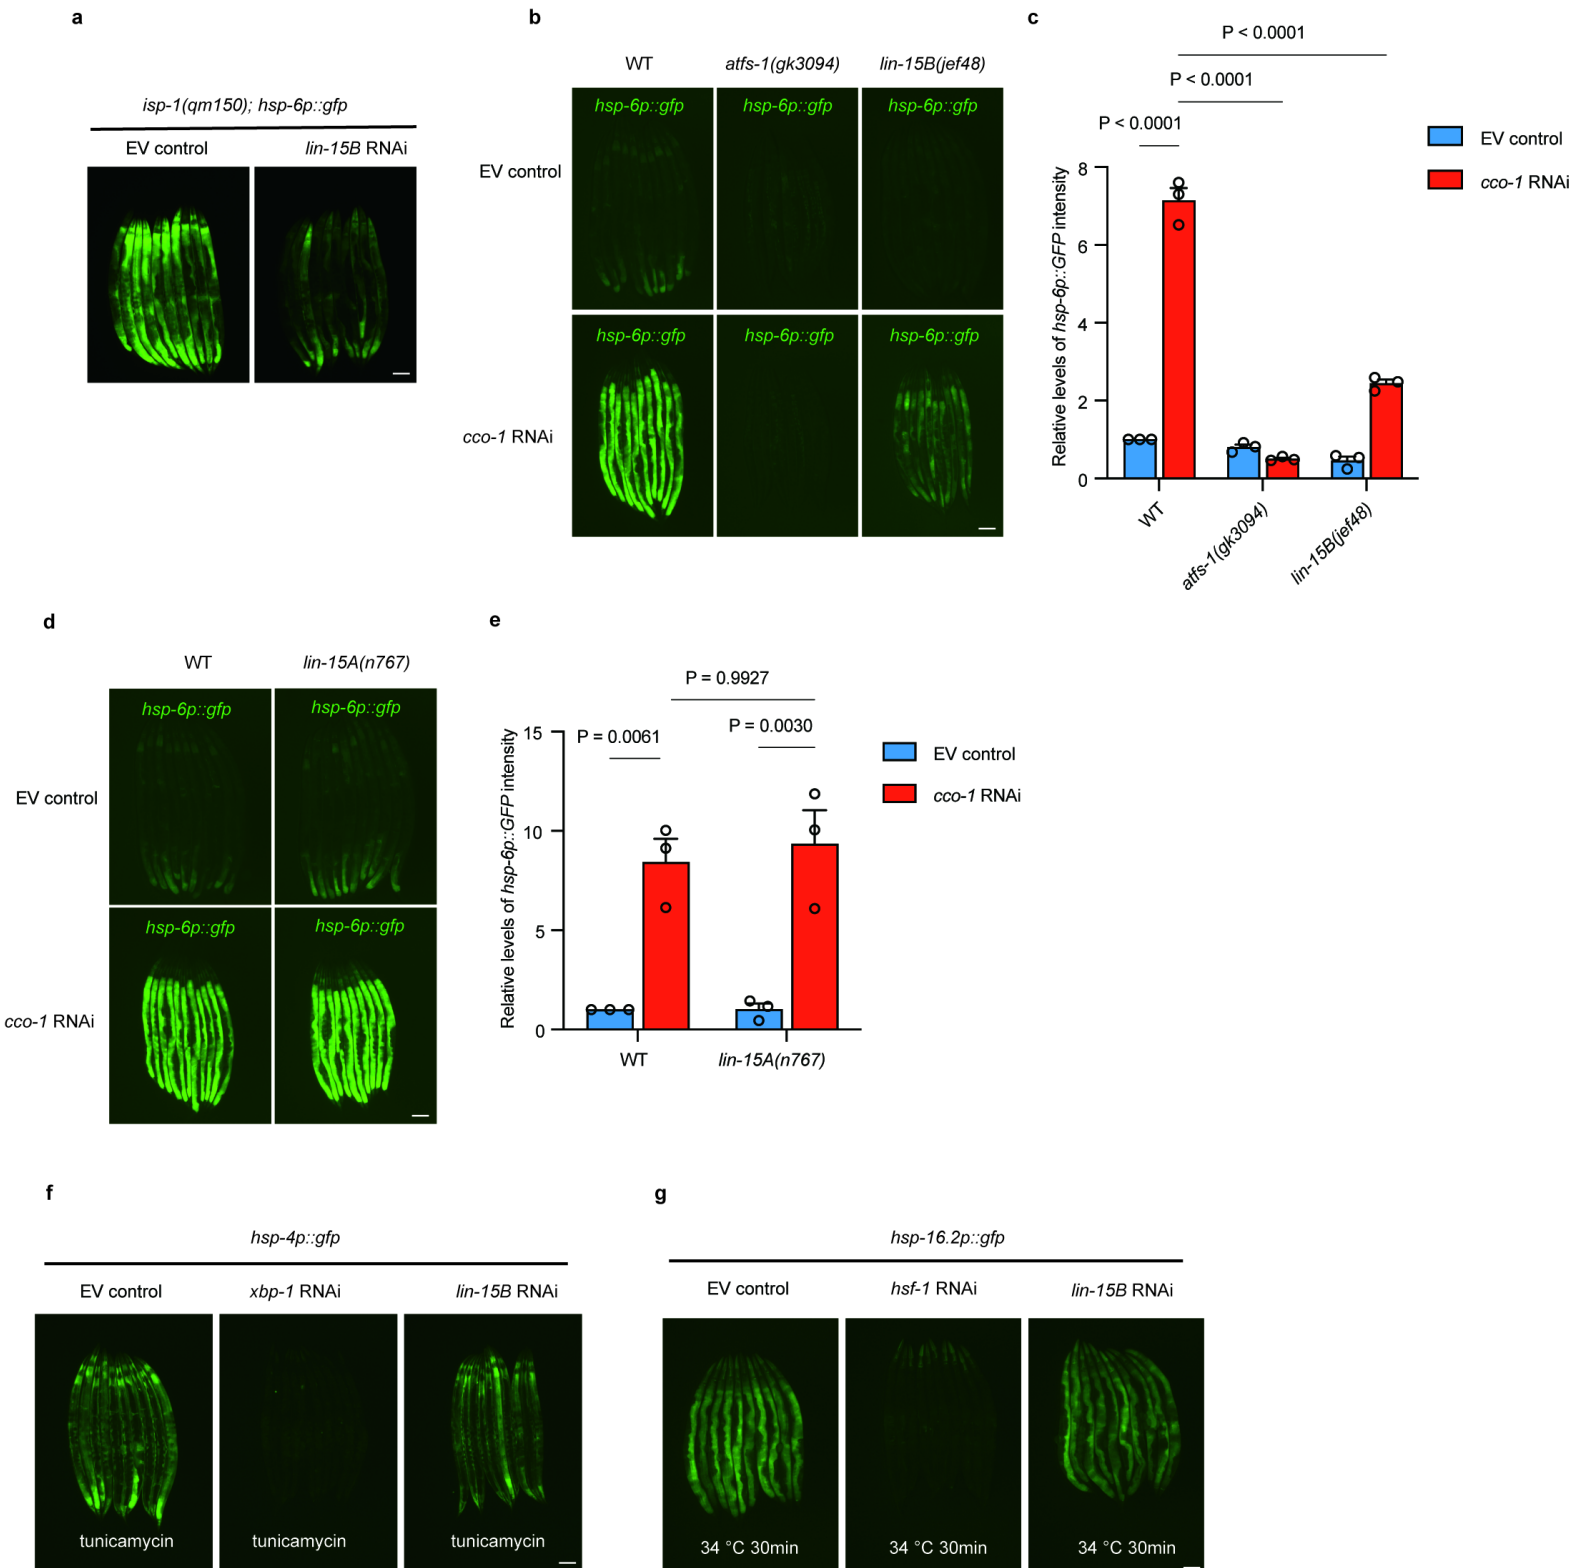 a
isp-1(qm150); hsp-6p::gfp
EV control
lin-15B RNAi
b
WT
atfs-1(gk3094)
lin-15B(jef48)
EV control
hsp-6p::gfp
hsp-6p::gfp
hsp-6p::gfp
cco-1 RNAi
hsp-6p::gfp
hsp-6p::gfp
hsp-6p::gfp
c
P < 0.0001
P < 0.0001
P < 0.0001
Relative levels of hsp-6p::GFP intensity
8
6
4
2
0
WT
atfs-1(gk3094)
lin-15B(jef48)
EV control
cco-1 RNAi
d
WT
lin-15A(n767)
EV control
hsp-6p::gfp
hsp-6p::gfp
cco-1 RNAi
hsp-6p::gfp
hsp-6p::gfp
e
P = 0.9927
P = 0.0061
P = 0.0030
Relative levels of hsp-6p::GFP intensity
15
10
5
0
WT
lin-15A(n767)
EV control
cco-1 RNAi
f
hsp-4p::gfp
EV control
xbp-1 RNAi
lin-15B RNAi
tunicamycin
tunicamycin
tunicamycin
g
hsp-16.2p::gfp
EV control
hsf-1 RNAi
lin-15B RNAi
34 °C 30min
34 °C 30min
34 °C 30min